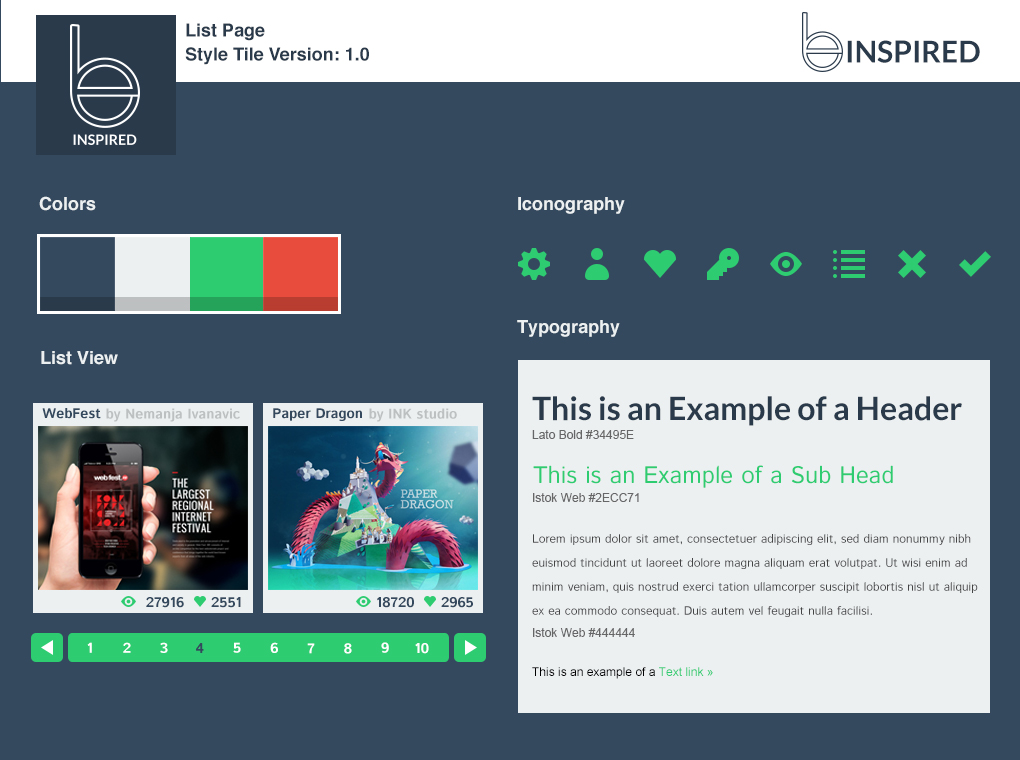 List Page
Style Tile Version: 1.0
be INSPIRED
be
INSPIRED
Colors
Iconography
Typography
List View
WebFest by Nemanja Ivanavic
webfest.
THE
LARGEST
REGIONAL
INTERNET
FESTIVAL
27916 2551
Paper Dragon by INK studio
PAPER
DRAGON
18720 2965
1 2 3 4 5 6 7 8 9 10
This is an Example of a Header
Lato Bold #34495E
This is an Example of a Sub Head
Istok Web #2ECC71
Lorem ipsum dolor sit amet, consectetuer adipiscing elit, sed diam nonummy nibh
euismod tincidunt ut laoreet dolore magna aliquam erat volutpat. Ut wisi enim ad
minim veniam, quis nostrud exerci tation ullamcorper suscipit lobortis nisl ut aliquip
ex ea commodo consequat. Duis autem vel feugait nulla facilisi.
Istok Web #444444
This is an example of a Text link »